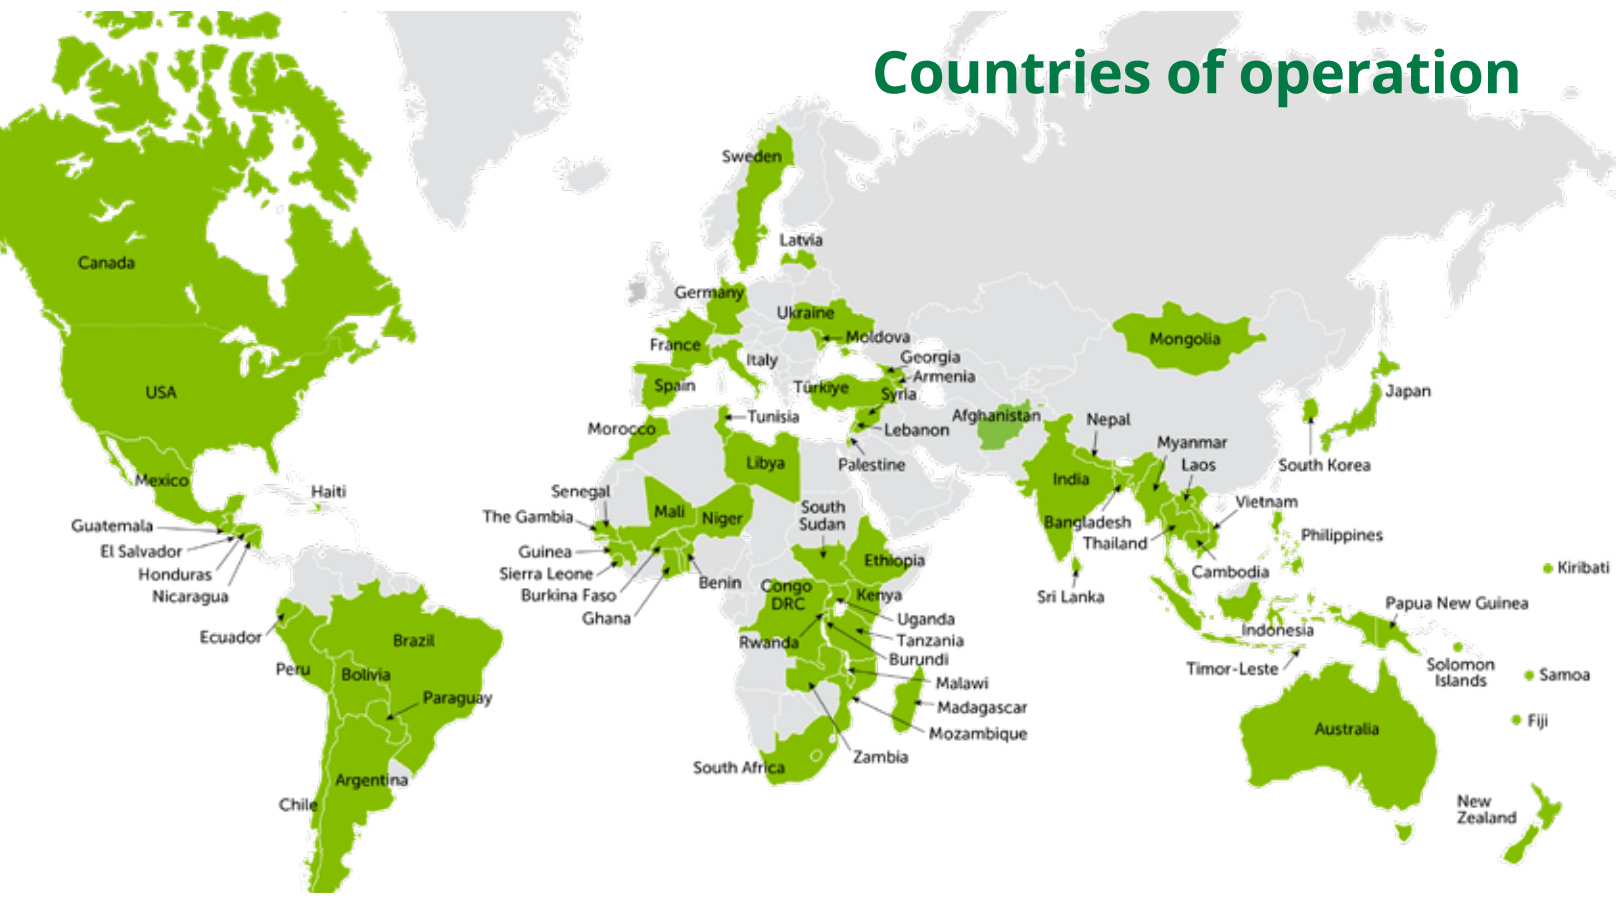 Countries of operation
Sweden
Latvia
Canada
Germany
Ukraine
Moldova
Mongolia
France
Georgia
Italy
Armenia
Spain
Türkiye
Syria
USA
Japan
Tunisia
Afghanistan
Nepal
Morocco
Lebanon
Myanmar
Libya
Palestine
Laos
South Korea
Mexico
India
Haiti
Senegal
Vietnam
The Gambia
Mali
Niger
South
Sudan
Guatemala
Bangladesh
El Salvador
Thailand
Philippines
Guinea
Ethiopia
Honduras
Sierra Leone
Benin
Cambodia
Kiribati
Nicaragua
Burkina Faso
Congo
DRC
Kenya
Sri Lanka
Papua New Guinea
Ghana
Uganda
Ecuador
Brazil
Rwanda
Tanzania
Indonesia
Burundi
Peru
Bolivia
Timor-Leste
Solomon
Islands
Samoa
Malawi
Paraguay
Madagascar
Fiji
Mozambique
Australia
Zambia
South Africa
Argentina
Chile
New
Zealand